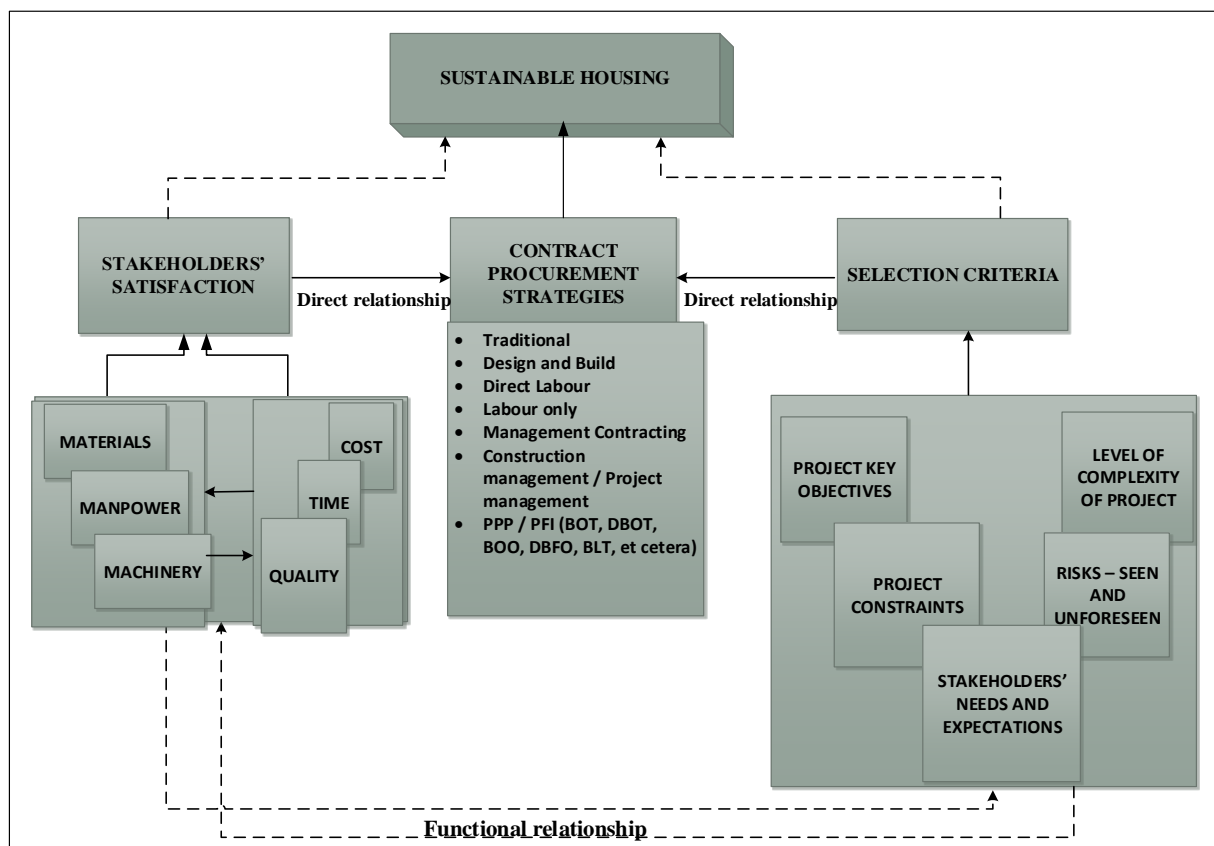 SUSTAINABLE HOUSING
STAKEHOLDERS’
SATISFACTION
Direct relationship
CONTRACT
PROCUREMENT
STRATEGIES
Direct relationship
SELECTION CRITERIA
• Traditional
• Design and Build
• Direct Labour
• Labour only
• Management Contracting
• Construction
management / Project
management
• PPP / PFI (BOT, DBOT,
BOO, DBFO, BLT, et cetera)
MATERIALS
MANPOWER
MACHINERY
COST
TIME
QUALITY
PROJECT KEY
OBJECTIVES
LEVEL OF
COMPLEXITY
OF PROJECT
PROJECT
CONSTRAINTS
RISKS – SEEN
AND
UNFORESEEN
STAKEHOLDERS’
NEEDS AND
EXPECTATIONS
Functional relationship